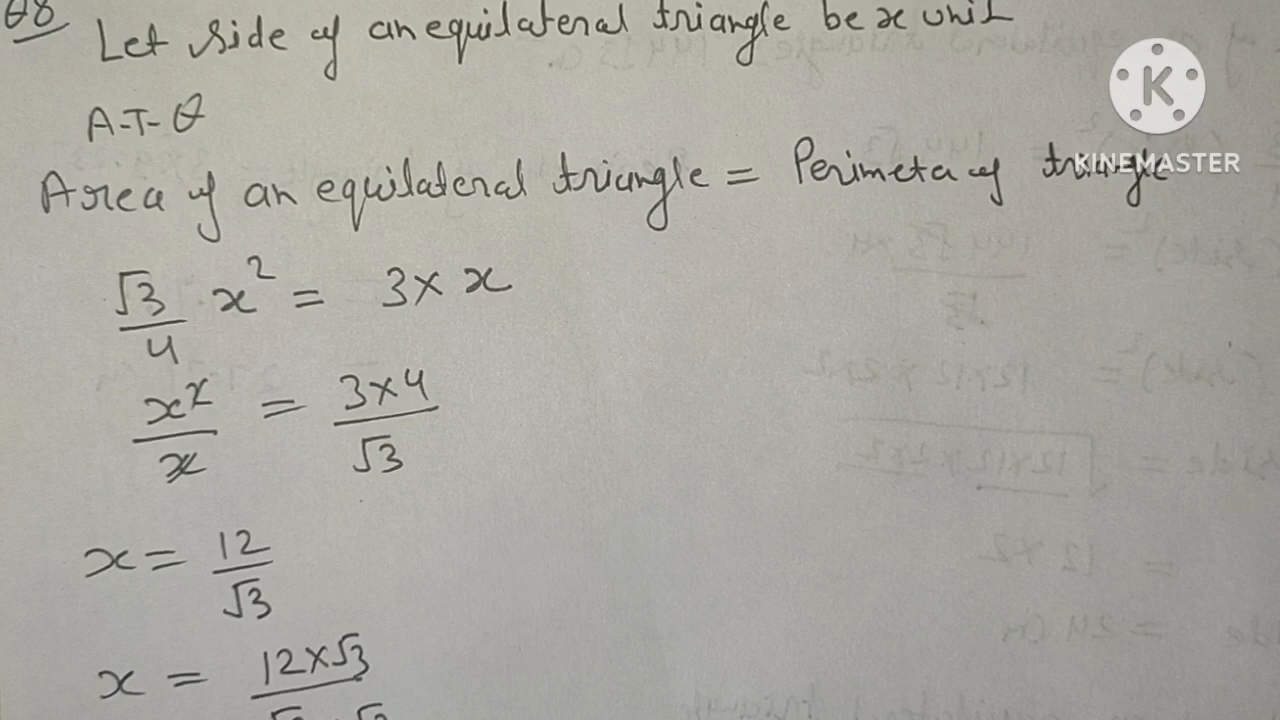 Q8
Let side of an equilateral triangle be x unit
A-T-Q
Area of an equilateral triangle = Perimeter of triangle
√3/4 x² = 3 × x
x²/x = 3×4/√3
x = 12/√3
x = 12×√3
K
KINEMASTER